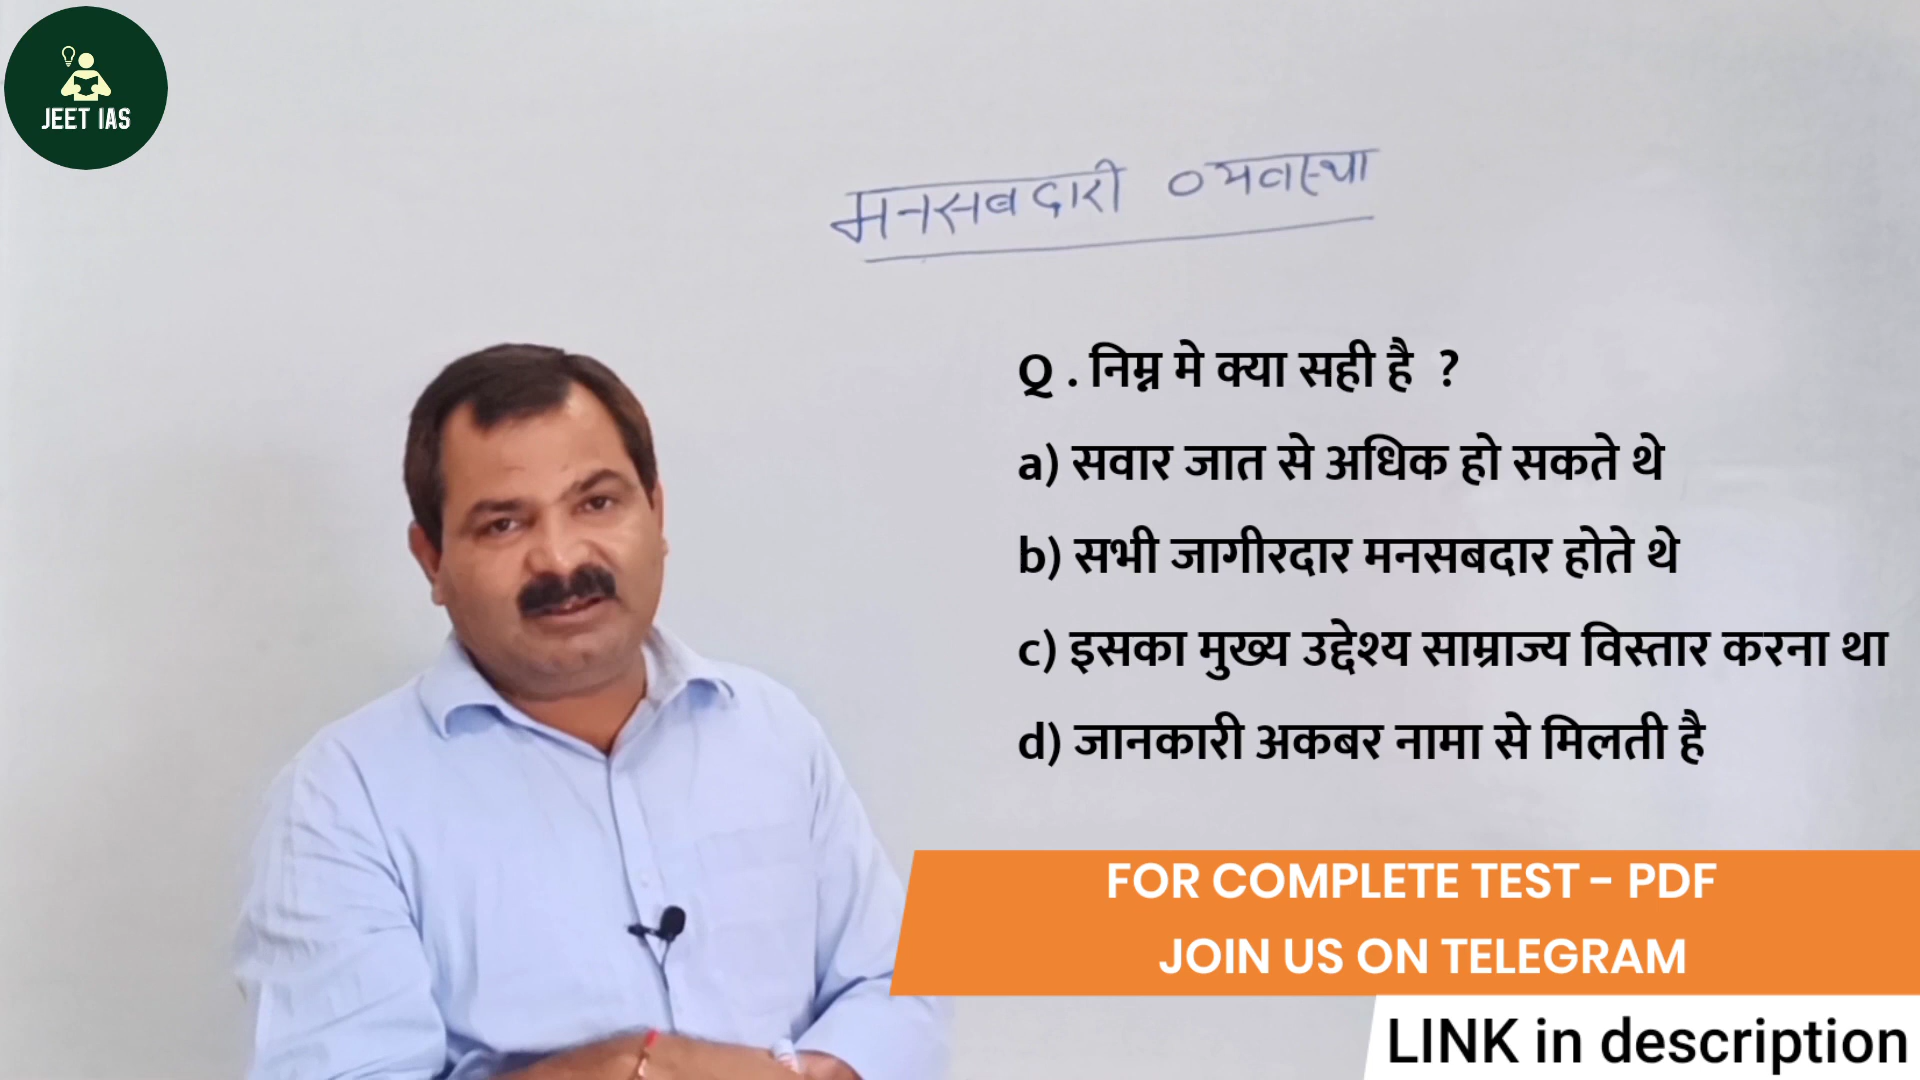 JEET IAS
मनसबदारी व्यवस्था
Q . निम्न मे क्या सही है ?
a) सवार जात से अधिक हो सकते थे
b) सभी जागीरदार मनसबदार होते थे
c) इसका मुख्य उद्देश्य साम्राज्य विस्तार करना था
d) जानकारी अकबर नामा से मिलती है
FOR COMPLETE TEST - PDF
JOIN US ON TELEGRAM
LINK in description